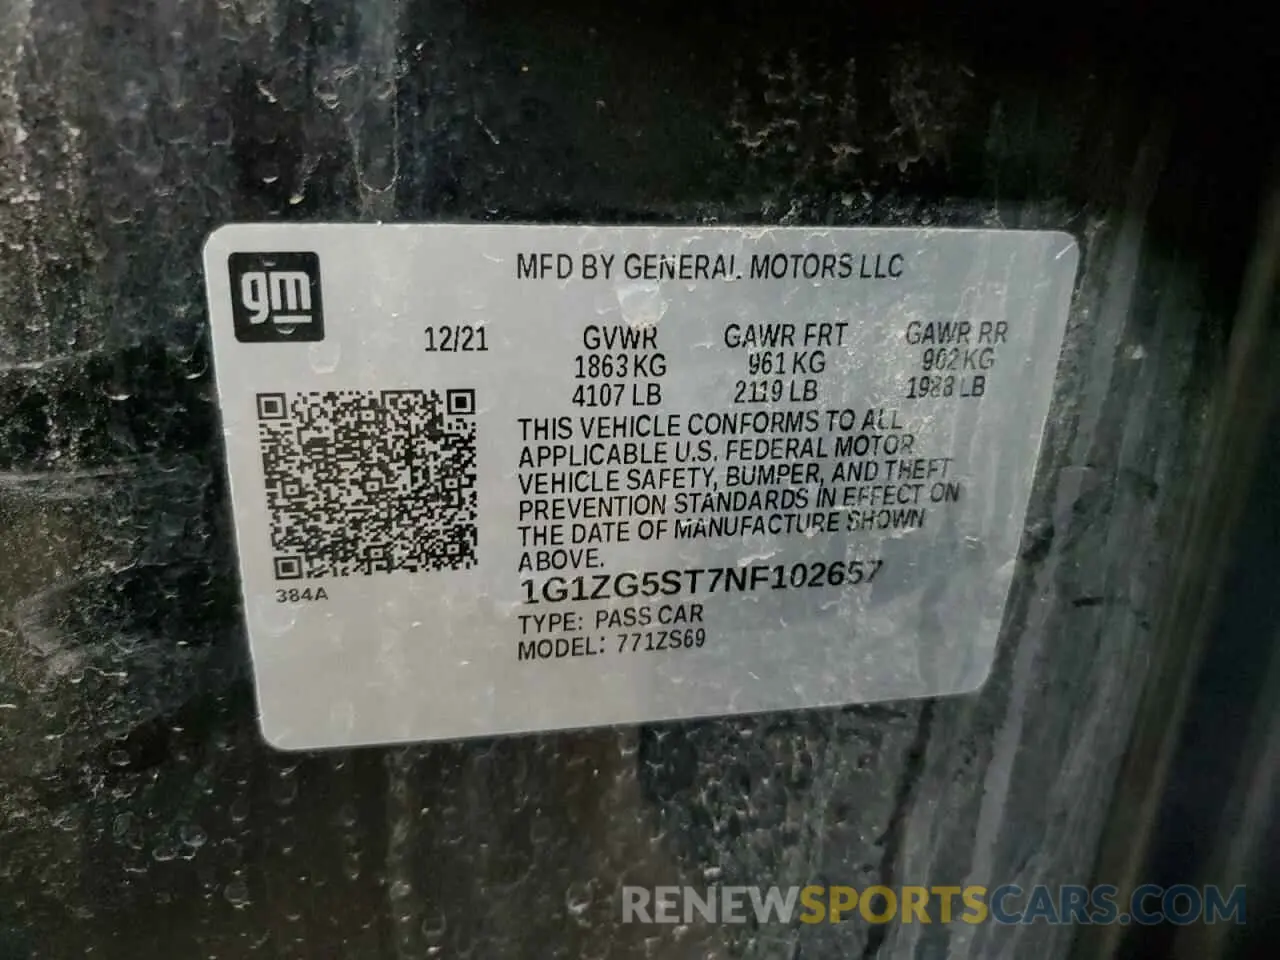 gm
MFD BY GENERAL MOTORS LLC
12/21 GVWR GAWR FRT GAWR RR
1863 KG 961 KG 902 KG
4107 LB 2119 LB 1988 LB
THIS VEHICLE CONFORMS TO ALL
APPLICABLE U.S. FEDERAL MOTOR
VEHICLE SAFETY, BUMPER, AND THEFT
PREVENTION STANDARDS IN EFFECT ON
THE DATE OF MANUFACTURE SHOWN
ABOVE.
1G1ZG5ST7NF102657
384A
TYPE: PASS CAR
MODEL: 771ZS69
RENEWSPORTSCARS.COM